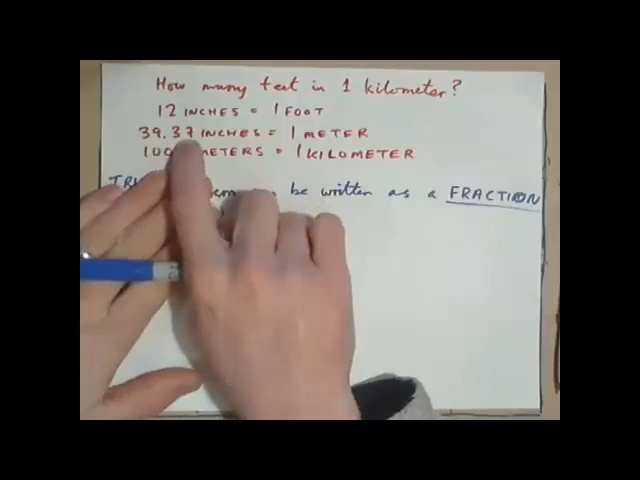 How many feet in 1 kilometer?
12 INCHES = 1 FOOT
39.37 INCHES = 1 METER
METERS = 1 KILOMETER
be written as a FRACTION